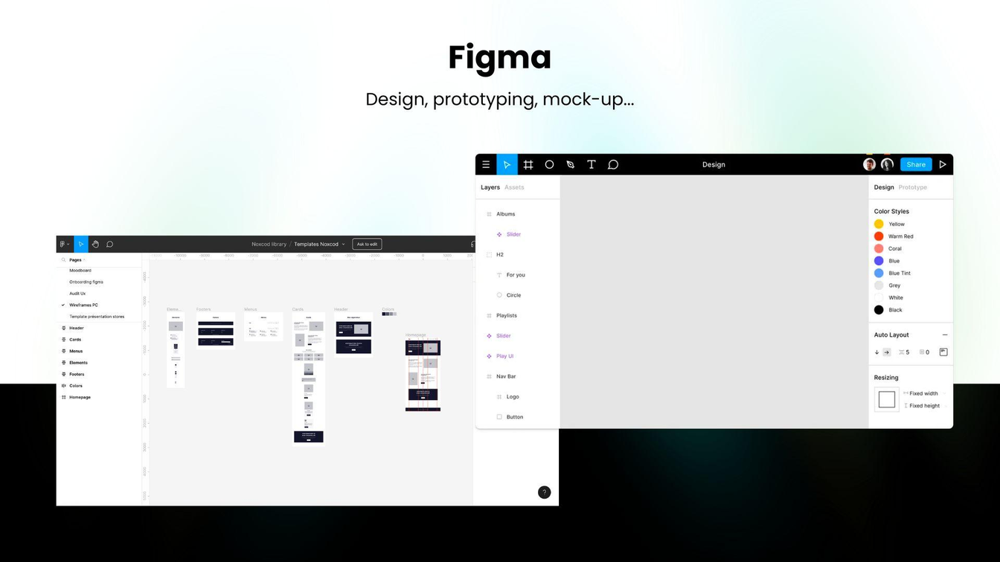 Figma
Design, prototyping, mock-up...
Design
Share
Layers Assets
Albums
Slider
H2
For you
Circle
Playlists
Slider
Play UI
Nav Bar
Logo
Button
Design Prototype
Color Styles
Yellow
Warm Red
Coral
Blue
Blue Tint
Grey
White
Black
Auto Layout
5 0
Resizing
Fixed width
Fixed height
Noxcod library / Templates Noxcod
Ask to edit
Pages
Moodboard
Onboarding figma
Audit Ux
Wireframes PC
Template présentation stores
Header
Cards
Menus
Elements
Footers
Colors
Homepage
Eleme...
Footers
Menus
Cards
Header
Colors
Homepage
?